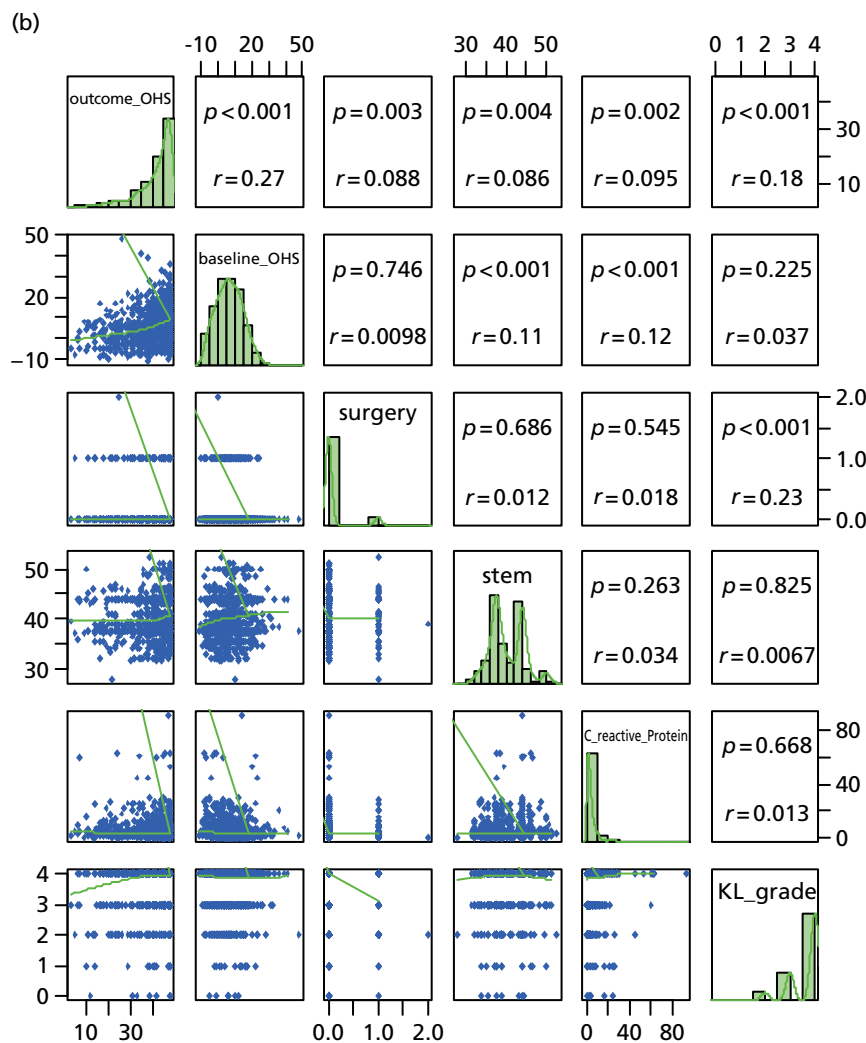 (b)
-10 0 20 50
30 40 50
0 1 2 3 4
outcome_OHS
p < 0.001
p = 0.003
p = 0.004
p = 0.002
p < 0.001
r = 0.27
r = 0.088
r = 0.086
r = 0.095
r = 0.18
30
10
50
20
−10
baseline_OHS
p = 0.746
p < 0.001
p < 0.001
p = 0.225
r = 0.0098
r = 0.11
r = 0.12
r = 0.037
surgery
p = 0.686
p = 0.545
p < 0.001
r = 0.012
r = 0.018
r = 0.23
2.0
1.0
0.0
50
40
30
stem
p = 0.263
p = 0.825
r = 0.034
r = 0.0067
C_reactive_Protein
p = 0.668
r = 0.013
80
40
0
4
3
2
1
0
KL_grade
10 30
0.0 1.0 2.0
0 40 80